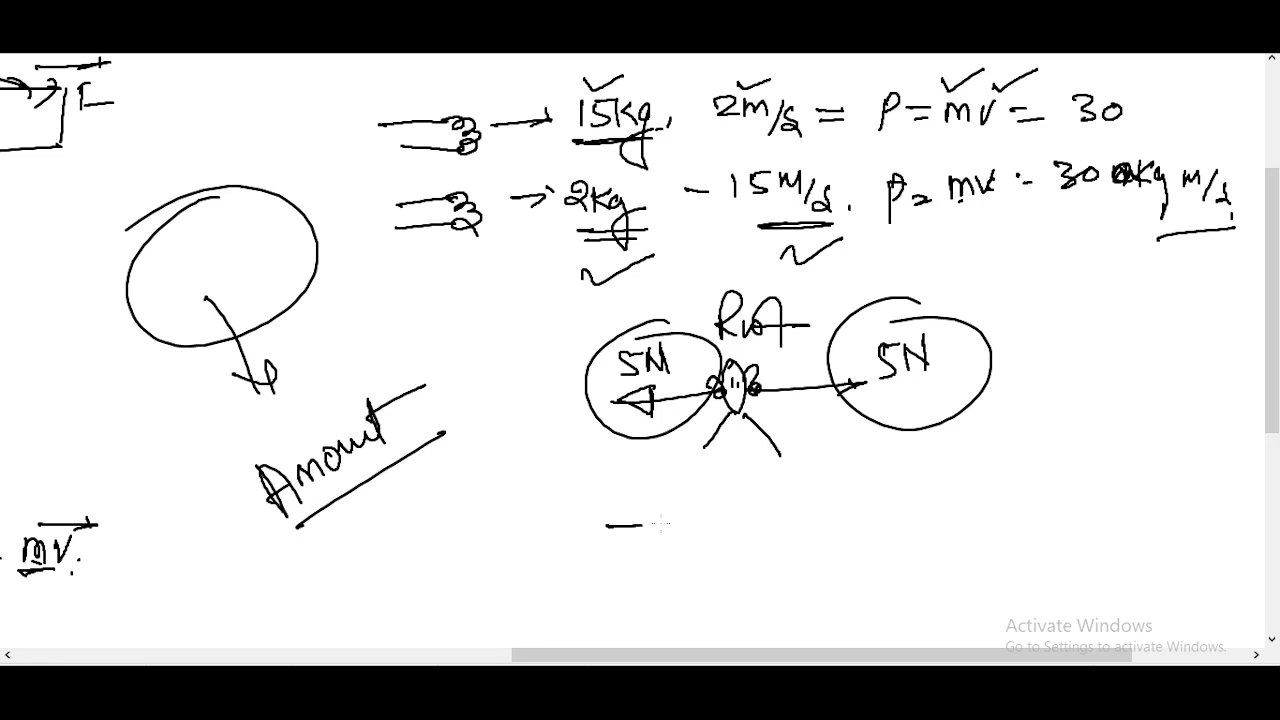 F
15Kg, 2m/s = P = mV = 30
2Kg - 15M/s. P = mV = 30 Kg m/s
5N 5N
P
Amount
mV.
Activate Windows
Go to Settings to activate Windows.